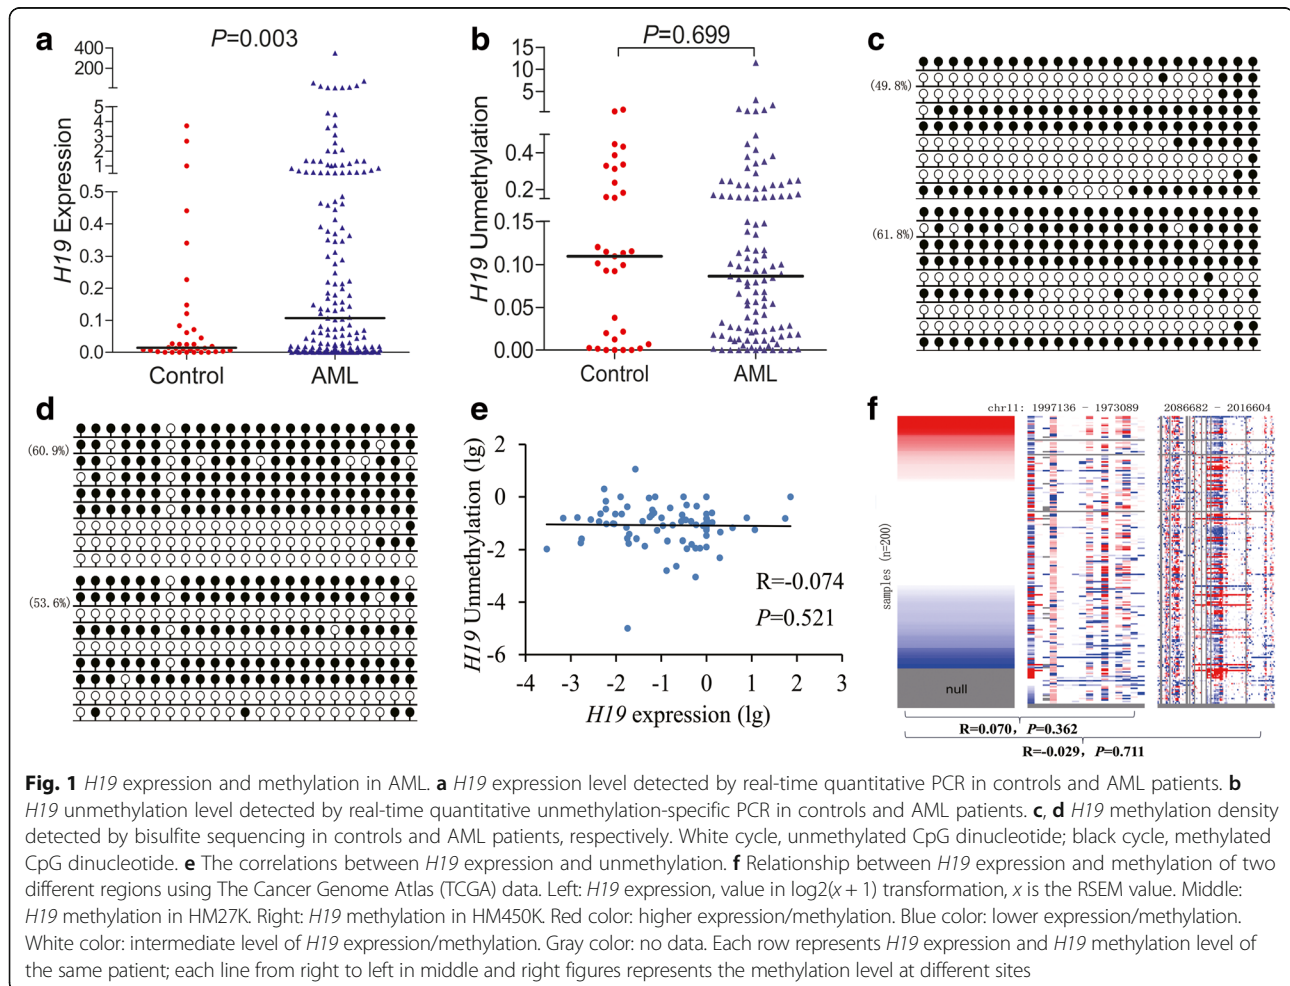 a
P=0.003
H19 Expression
400
200
5
4
3
2
1
0.5
0.4
0.3
0.2
0.1
0.0
Control
AML
b
P=0.699
H19 Unmethylation
15
10
5
0.4
0.2
0.15
0.10
0.05
0.00
Control
AML
c
(49.8%)
(61.8%)
d
(60.9%)
(53.6%)
e
H19 Unmethylation (lg)
2
0
-2
-4
-6
R=-0.074
P=0.521
-4 -3 -2 -1 0 1 2 3
H19 expression (lg)
f
chr11: 1997136 - 1973089
2086682 - 2016604
samples (n=200)
null
R=0.070, P=0.362
R=-0.029, P=0.711
Fig. 1 H19 expression and methylation in AML. a H19 expression level detected by real-time quantitative PCR in controls and AML patients. b
H19 unmethylation level detected by real-time quantitative unmethylation-specific PCR in controls and AML patients. c, d H19 methylation density
detected by bisulfite sequencing in controls and AML patients, respectively. White cycle, unmethylated CpG dinucleotide; black cycle, methylated
CpG dinucleotide. e The correlations between H19 expression and unmethylation. f Relationship between H19 expression and methylation of two
different regions using The Cancer Genome Atlas (TCGA) data. Left: H19 expression, value in log2(x + 1) transformation, x is the RSEM value. Middle:
H19 methylation in HM27K. Right: H19 methylation in HM450K. Red color: higher expression/methylation. Blue color: lower expression/methylation.
White color: intermediate level of H19 expression/methylation. Gray color: no data. Each row represents H19 expression and H19 methylation level of
the same patient; each line from right to left in middle and right figures represents the methylation level at different sites